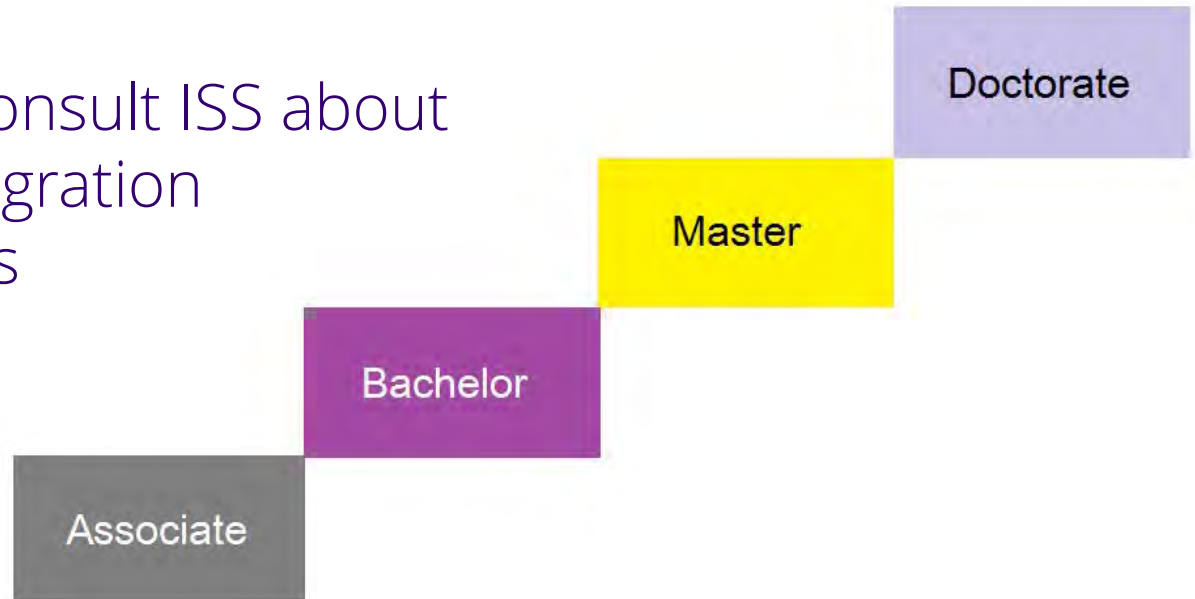 onsult ISS about
gration
s
Doctorate
Master
Bachelor
Associate